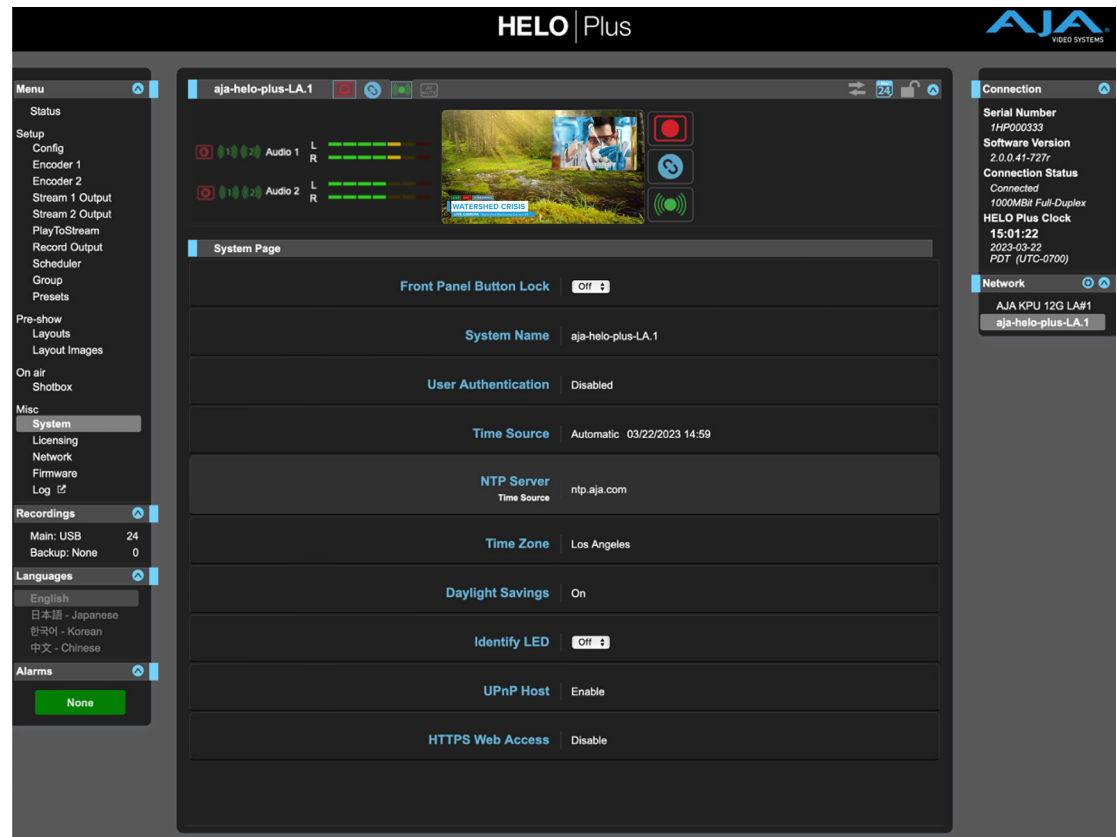 HELO | Plus
AJA
VIDEO SYSTEMS
Menu
Status
Setup
Config
Encoder 1
Encoder 2
Stream 1 Output
Stream 2 Output
PlayToStream
Record Output
Scheduler
Group
Presets
Pre-show
Layouts
Layout Images
On air
Shotbox
Misc
System
Licensing
Network
Firmware
Log
Recordings
Main: USB 24
Backup: None 0
Languages
English
日本語 - Japanese
한국어 - Korean
中文 - Chinese
Alarms
None
aja-helo-plus-LA.1
24
1 2 Audio 1 L
R
1 2 Audio 2 L
R
WATERSHED CRISIS
System Page
Front Panel Button Lock Off
System Name aja-helo-plus-LA.1
User Authentication Disabled
Time Source Automatic 03/22/2023 14:59
NTP Server ntp.aja.com
Time Source
Time Zone Los Angeles
Daylight Savings On
Identify LED Off
UPnP Host Enable
HTTPS Web Access Disable
Connection
Serial Number
1HP000333
Software Version
2.0.0.41-727r
Connection Status
Connected
1000MBit Full-Duplex
HELO Plus Clock
15:01:22
2023-03-22
PDT (UTC-0700)
Network
AJA KPU 12G LA#1
aja-helo-plus-LA.1